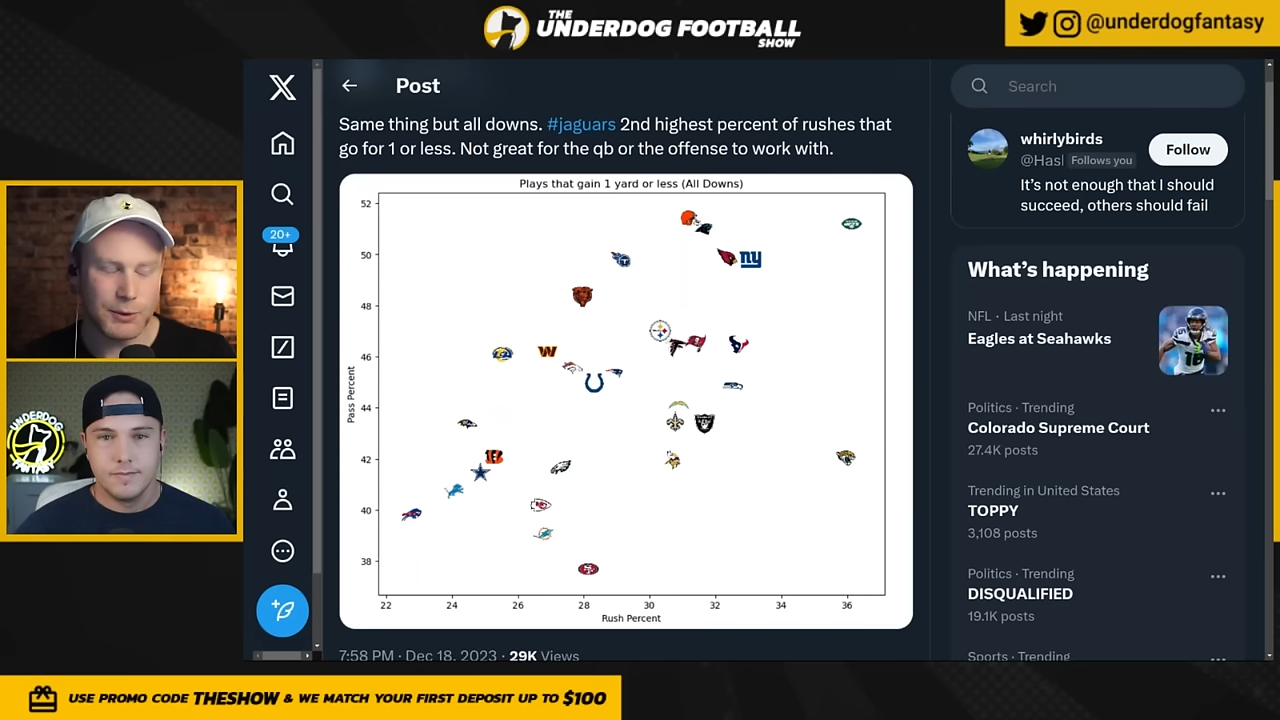 THE
UNDERDOG FOOTBALL
SHOW
@underdogfantasy
Post
Search
Same thing but all downs. #jaguars 2nd highest percent of rushes that
go for 1 or less. Not great for the qb or the offense to work with.
whirlybirds
@Hasl Follows you
Follow
It’s not enough that I should
succeed, others should fail
20+
What’s happening
NFL · Last night
Eagles at Seahawks
Politics · Trending
Colorado Supreme Court
27.4K posts
Trending in United States
TOPPY
3,108 posts
Politics · Trending
DISQUALIFIED
19.1K posts
Sports · Trending
Plays that gain 1 yard or less (All Downs)
Pass Percent
52
50
48
46
44
42
40
38
22 24 26 28 30 32 34 36
Rush Percent
ny
W
7:58 PM · Dec 18, 2023 · 29K Views
UNDERDOG
FANTASY
USE PROMO CODE THESHOW & WE MATCH YOUR FIRST DEPOSIT UP TO $100